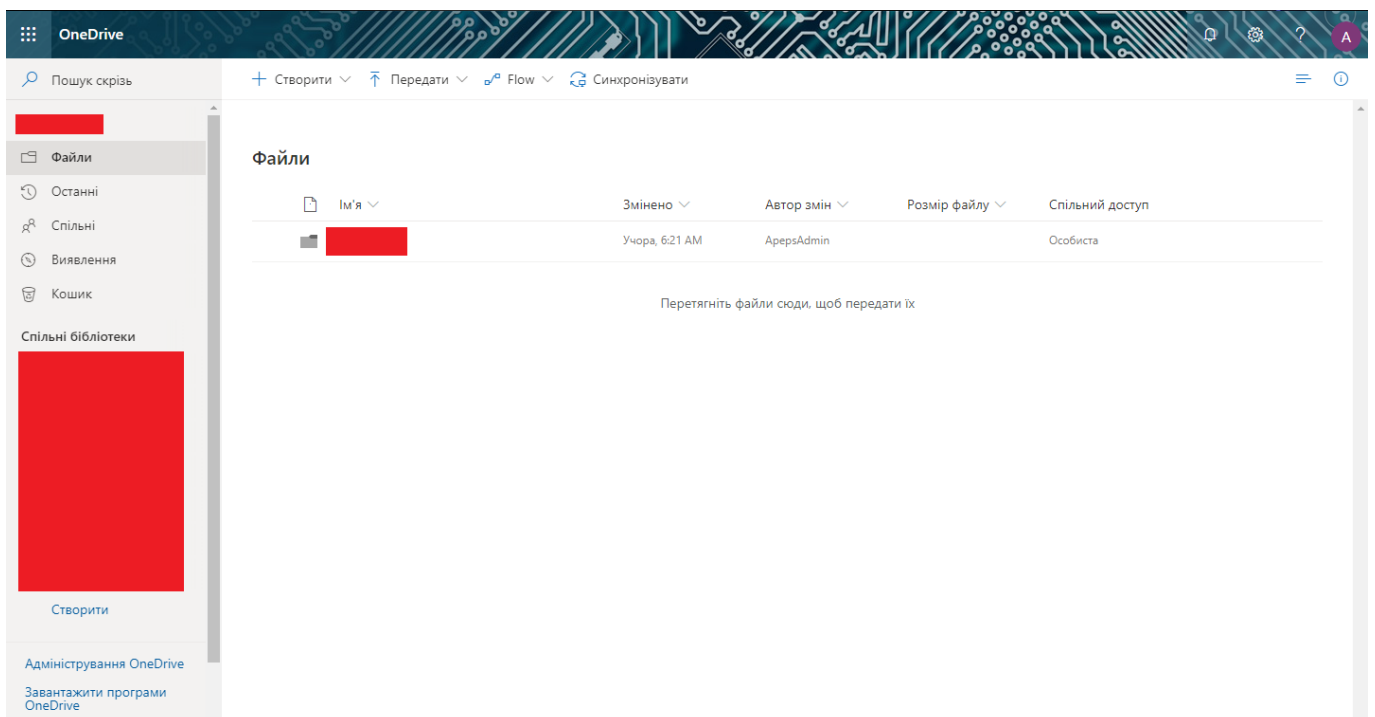 OneDrive
?
A
Пошук скрізь
Створити
Передати
Flow
Синхронізувати
Файли
Останні
Спільні
Виявлення
Кошик
Спільні бібліотеки
Створити
Адміністрування OneDrive
Завантажити програми
OneDrive
Файли
Ім'я
Змінено
Автор змін
Розмір файлу
Спільний доступ
Учора, 6:21 AM
ApepsAdmin
Особиста
Перетягніть файли сюди, щоб передати їх